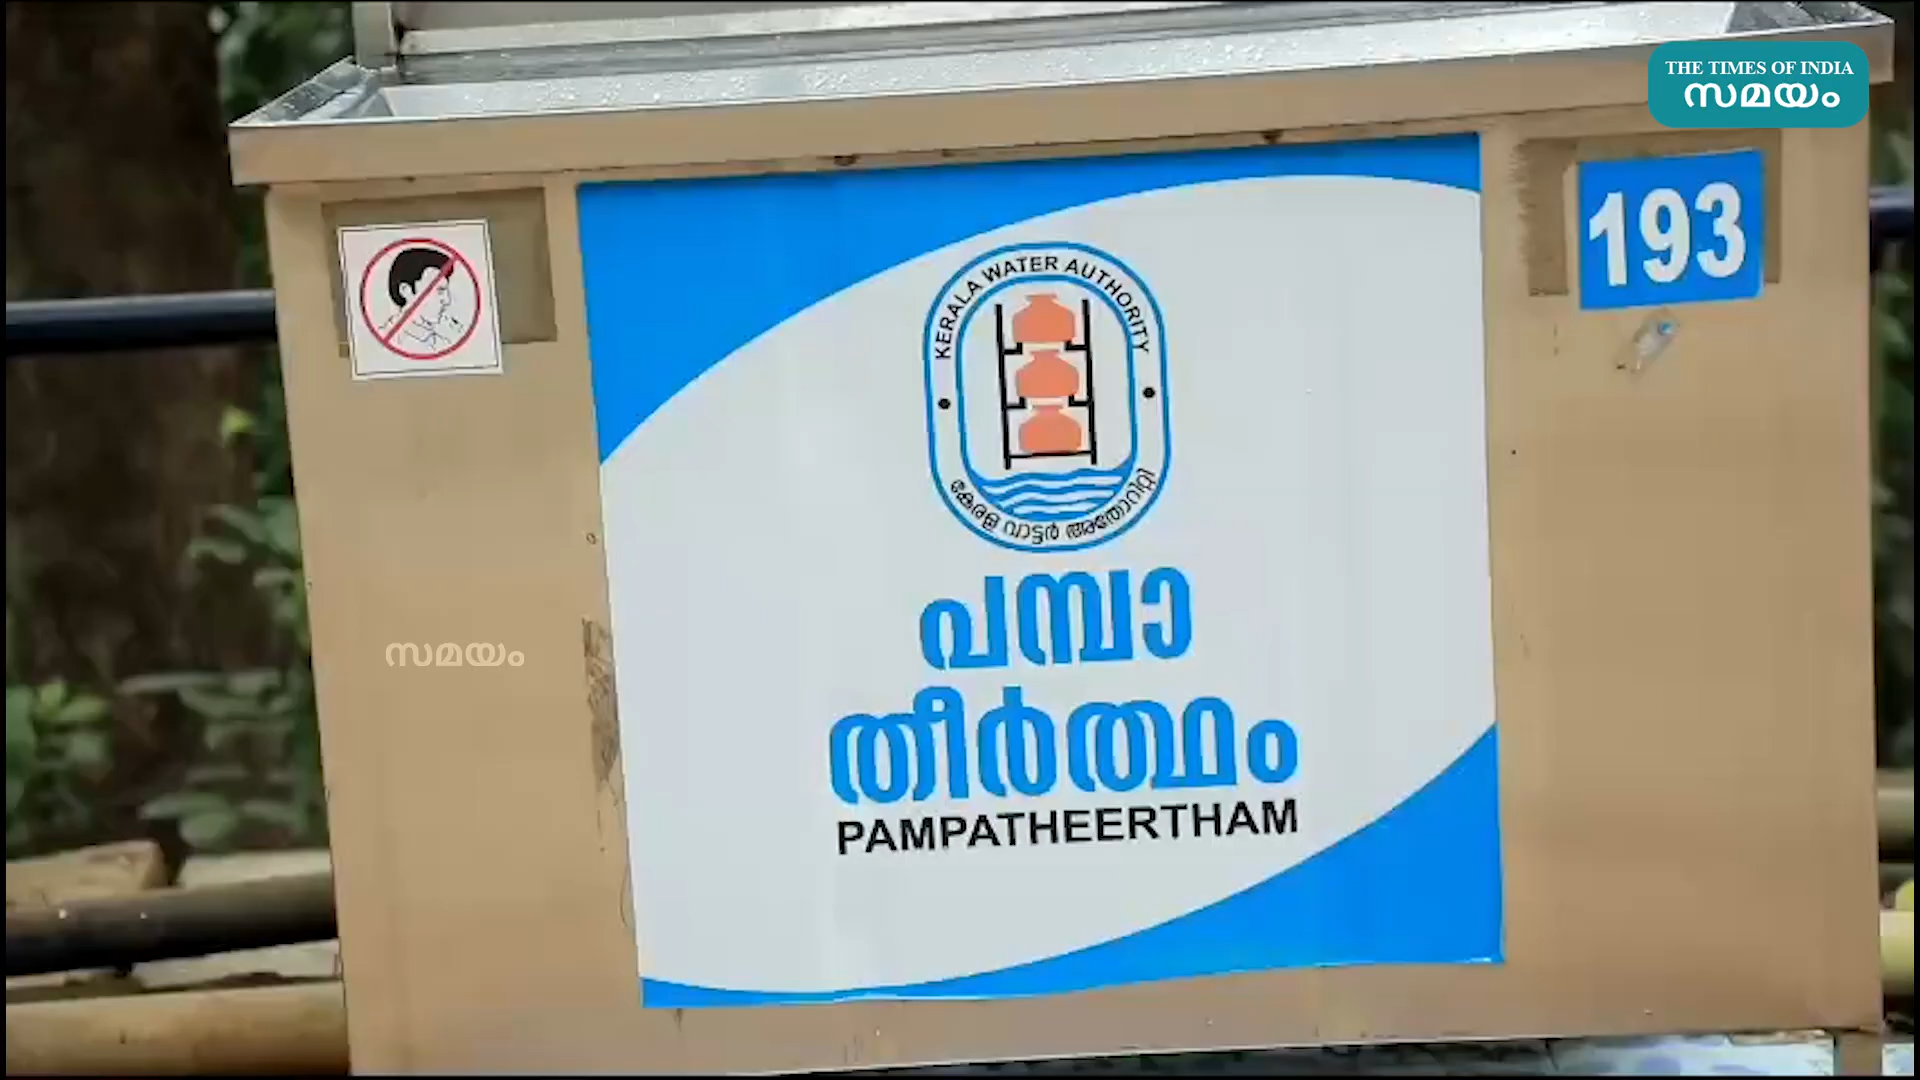 THE TIMES OF INDIA
സമയം
193
KERALA WATER AUTHORITY
കേരള വാട്ടർ അതോറിറ്റി
പമ്പാ
തീർത്ഥം
PAMPATHEERTHAM
സമയം